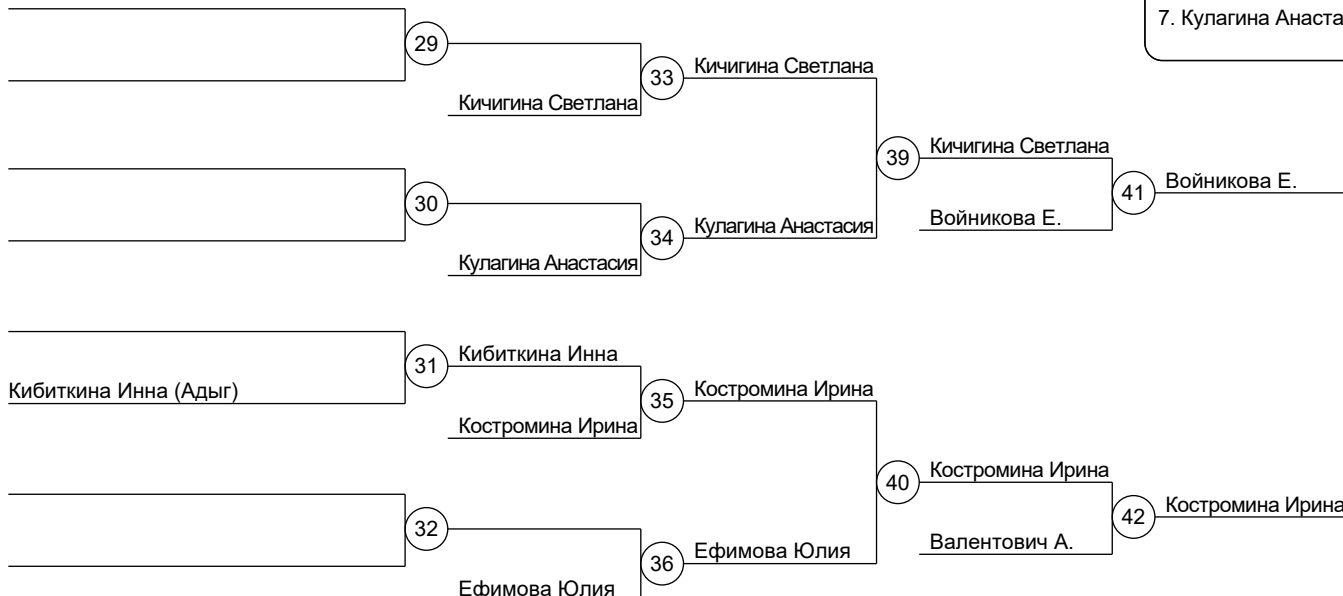 7. Кулагина Анаста
29
Кичигина Светлана
33
Кичигина Светлана
39
Кичигина Светлана
41
Войникова Е.
Войникова Е.
30
34
Кулагина Анастасия
Кулагина Анастасия
31
Кибиткина Инна
Кибиткина Инна (Адыг)
35
Костромина Ирина
Костромина Ирина
40
Костромина Ирина
42
Костромина Ирина
Валентович А.
32
36
Ефимова Юлия
Ефимова Юлия